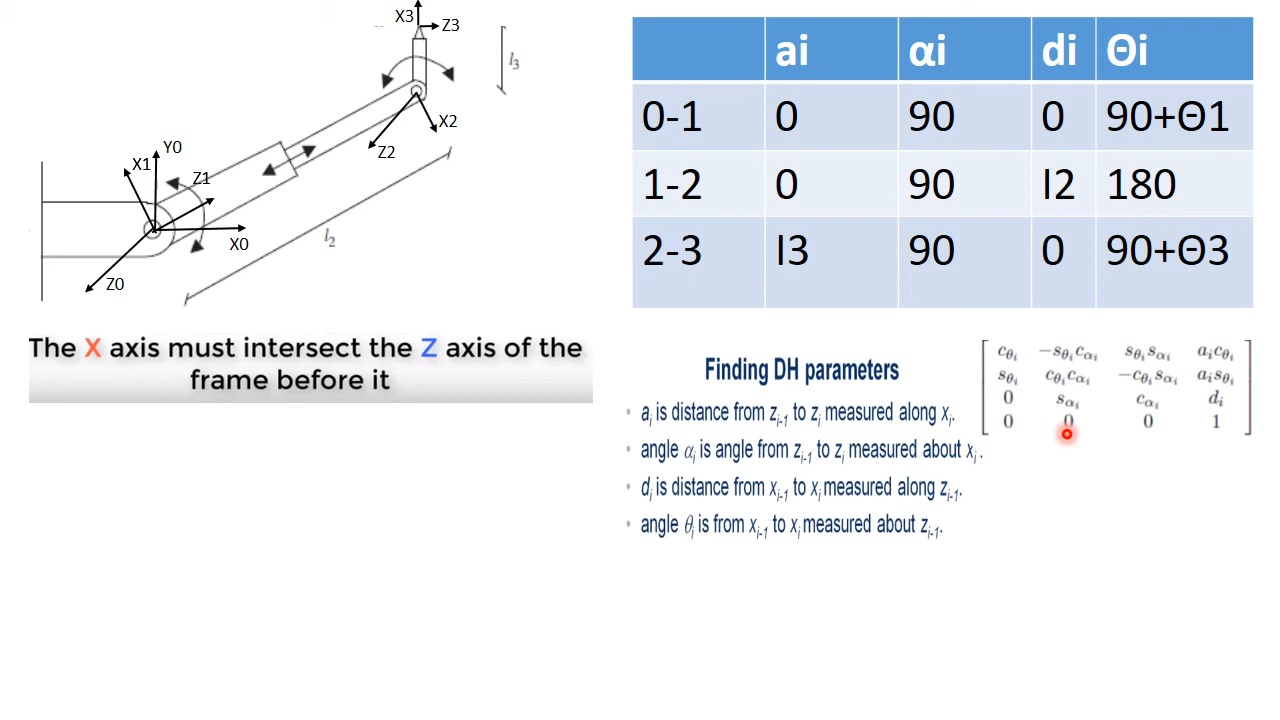 X3
Z3
l3
X2
Z2
Y0
X1
Z1
X0
Z0
l2
ai αi di Θi
0-1 0 90 0 90+Θ1
1-2 0 90 l2 180
2-3 l3 90 0 90+Θ3
The X axis must intersect the Z axis of the
frame before it
Finding DH parameters
• ai is distance from zi-1 to zi measured along xi.
• angle αi is angle from zi-1 to zi measured about xi.
• di is distance from xi-1 to xi measured along zi-1.
• angle θi is from xi-1 to xi measured about zi-1.
cθi −sθicαi sθisαi aicθi
sθi cθicαi −cθisαi aisθi
0 sαi cαi di
0 0 0 1